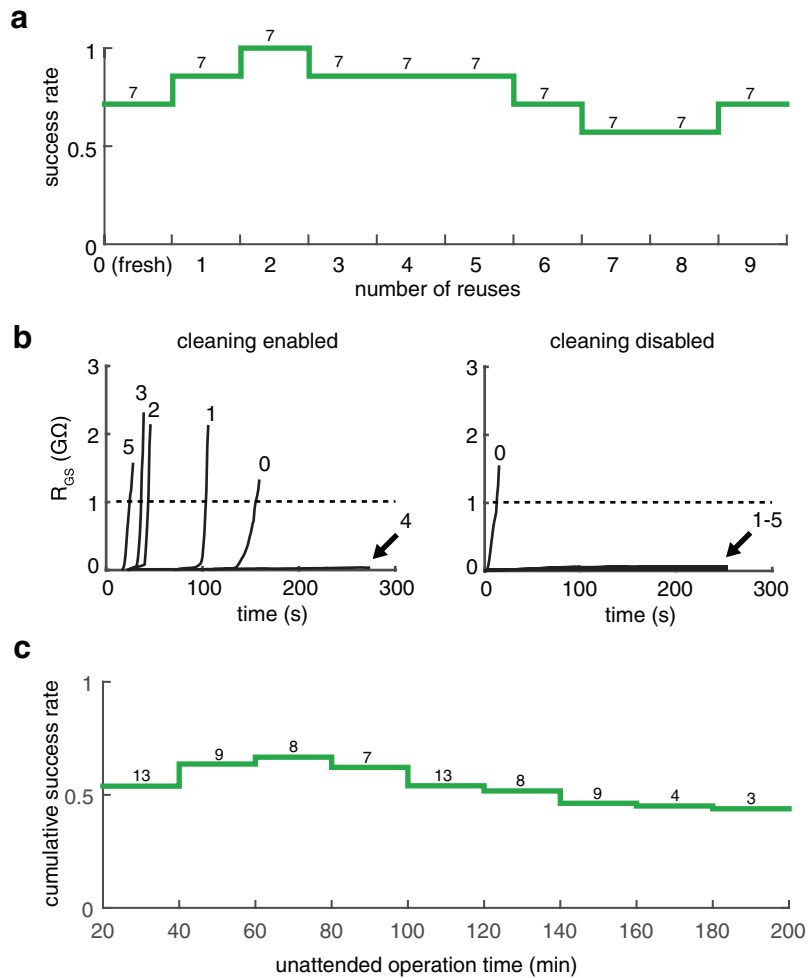 a
success rate
1
0.5
0
7 7 7 7 7 7 7 7 7 7
0 (fresh) 1 2 3 4 5 6 7 8 9
number of reuses
b
cleaning enabled
R_GS (GΩ)
3
2
1
0
5 3 2 1 0
4
0 100 200 300
time (s)
cleaning disabled
3
2
1
0
0
1-5
0 100 200 300
time (s)
c
cumulative success rate
1
0.5
0
13 9 8 7 13 8 9 4 3
20 40 60 80 100 120 140 160 180 200
unattended operation time (min)